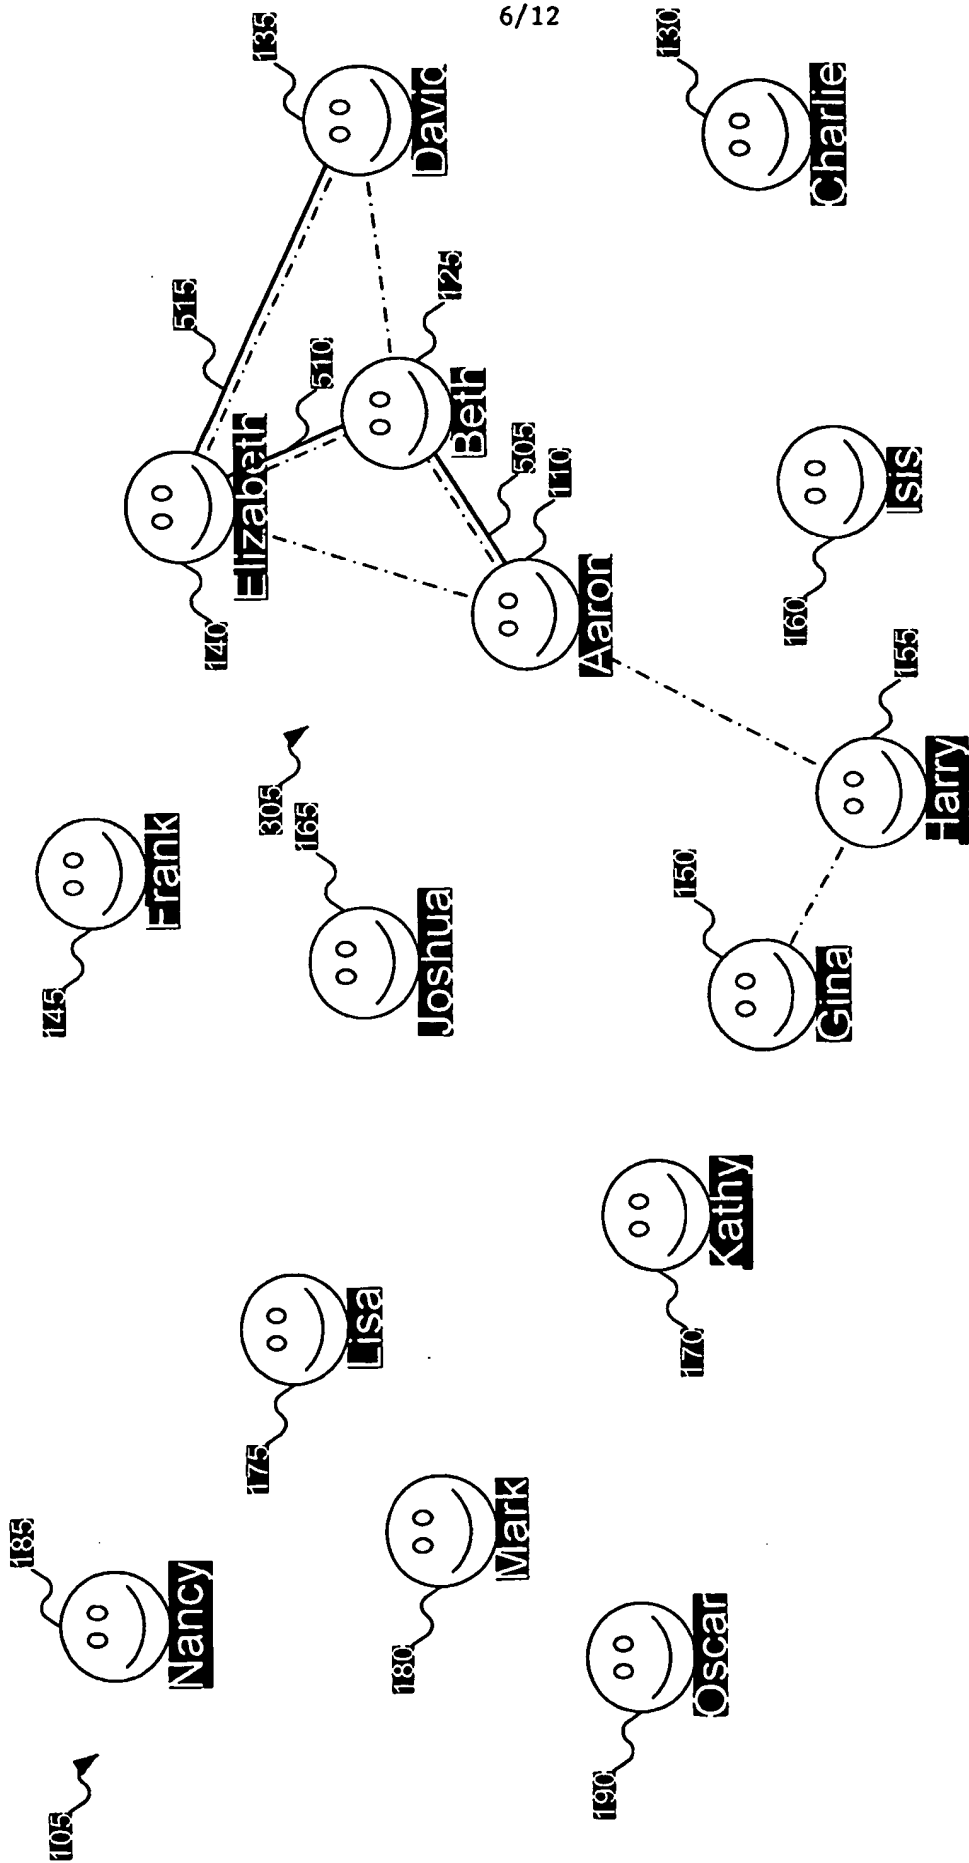 6/12
105
185
Nancy
145
Frank
140
Elizabeth
515
135
David
175
Lisa
305
165
Joshua
510
Beth
125
180
Mark
505
110
Aaron
190
Oscar
170
Kathy
150
Gina
155
Harry
160
Isis
130
Charlie